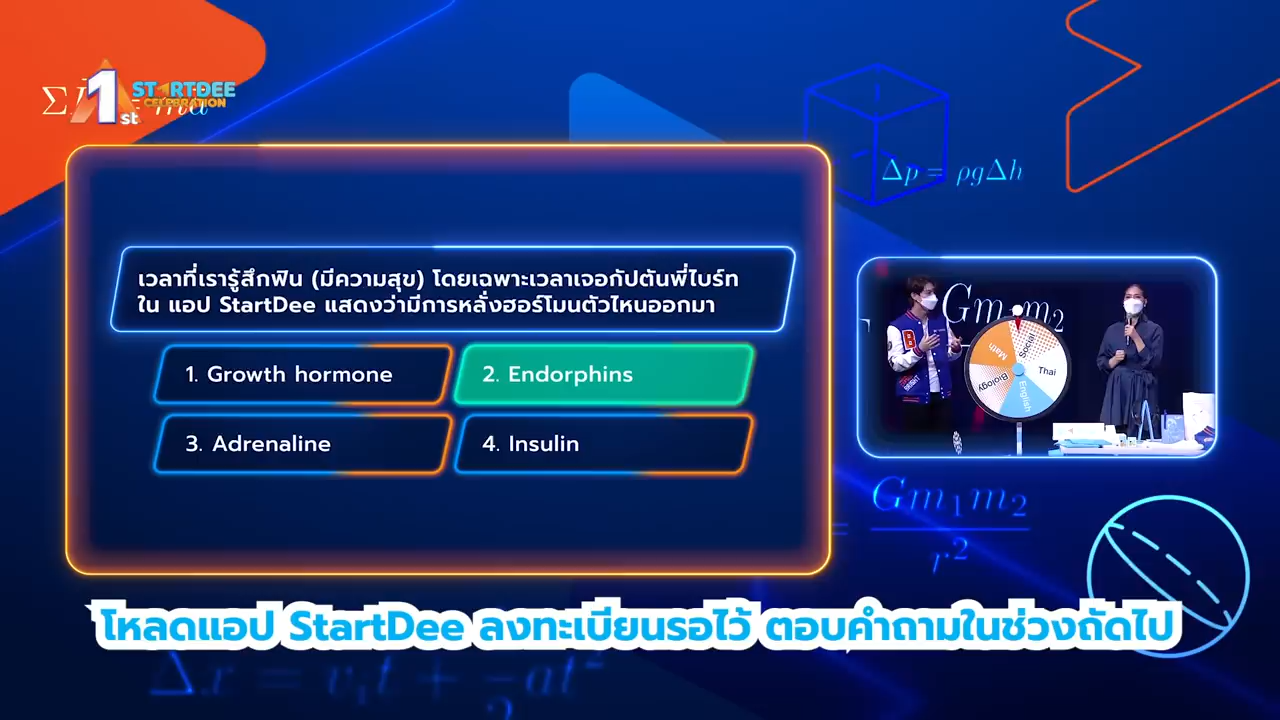 1st STARTDEE
CELEBRATION
Δp = ρgΔh
เวลาที่เรารู้สึกฟิน (มีความสุข) โดยเฉพาะเวลาเจอกัปตันพี่ไบร์ท
ใน แอป StartDee แสดงว่ามีการหลั่งฮอร์โมนตัวไหนออกมา
1. Growth hormone
2. Endorphins
3. Adrenaline
4. Insulin
Math
Social
Thai
English
Biology
Gm₁m₂
r²
โหลดแอป StartDee ลงทะเบียนรอไว้ ตอบคำถามในช่วงถัดไป